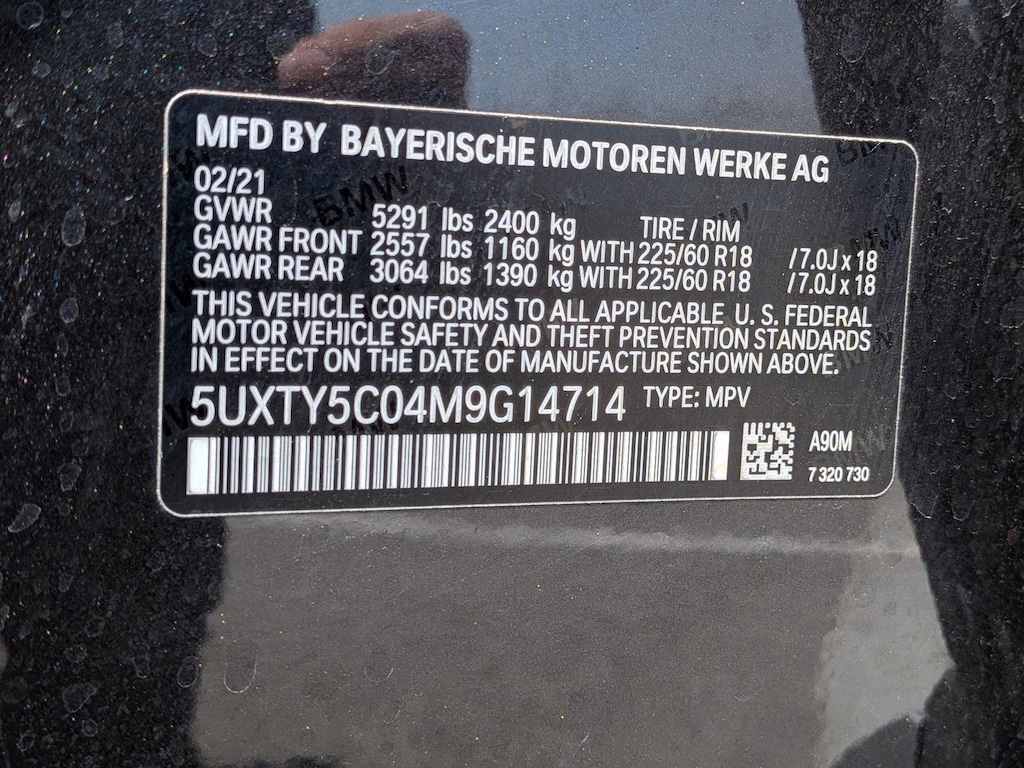 MFD BY BAYERISCHE MOTOREN WERKE AG
02/21
GVWR 5291 lbs 2400 kg TIRE / RIM
GAWR FRONT 2557 lbs 1160 kg WITH 225/60 R18 /7.0J x 18
GAWR REAR 3064 lbs 1390 kg WITH 225/60 R18 /7.0J x 18
THIS VEHICLE CONFORMS TO ALL APPLICABLE U. S. FEDERAL
MOTOR VEHICLE SAFETY AND THEFT PREVENTION STANDARDS
IN EFFECT ON THE DATE OF MANUFACTURE SHOWN ABOVE.
5UXTY5C04M9G14714 TYPE: MPV
A90M
7 320 730
BMW